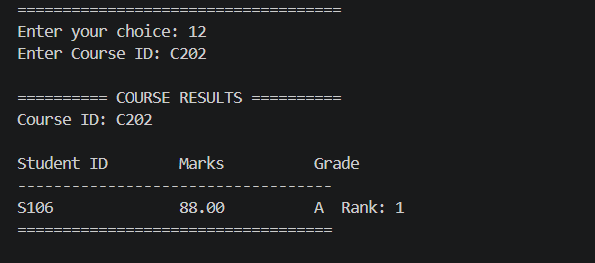 ====================================
Enter your choice: 12
Enter Course ID: C202
========== COURSE RESULTS ==========
Course ID: C202
Student ID Marks Grade
-----------------------------------
S106 88.00 A Rank: 1
===================================